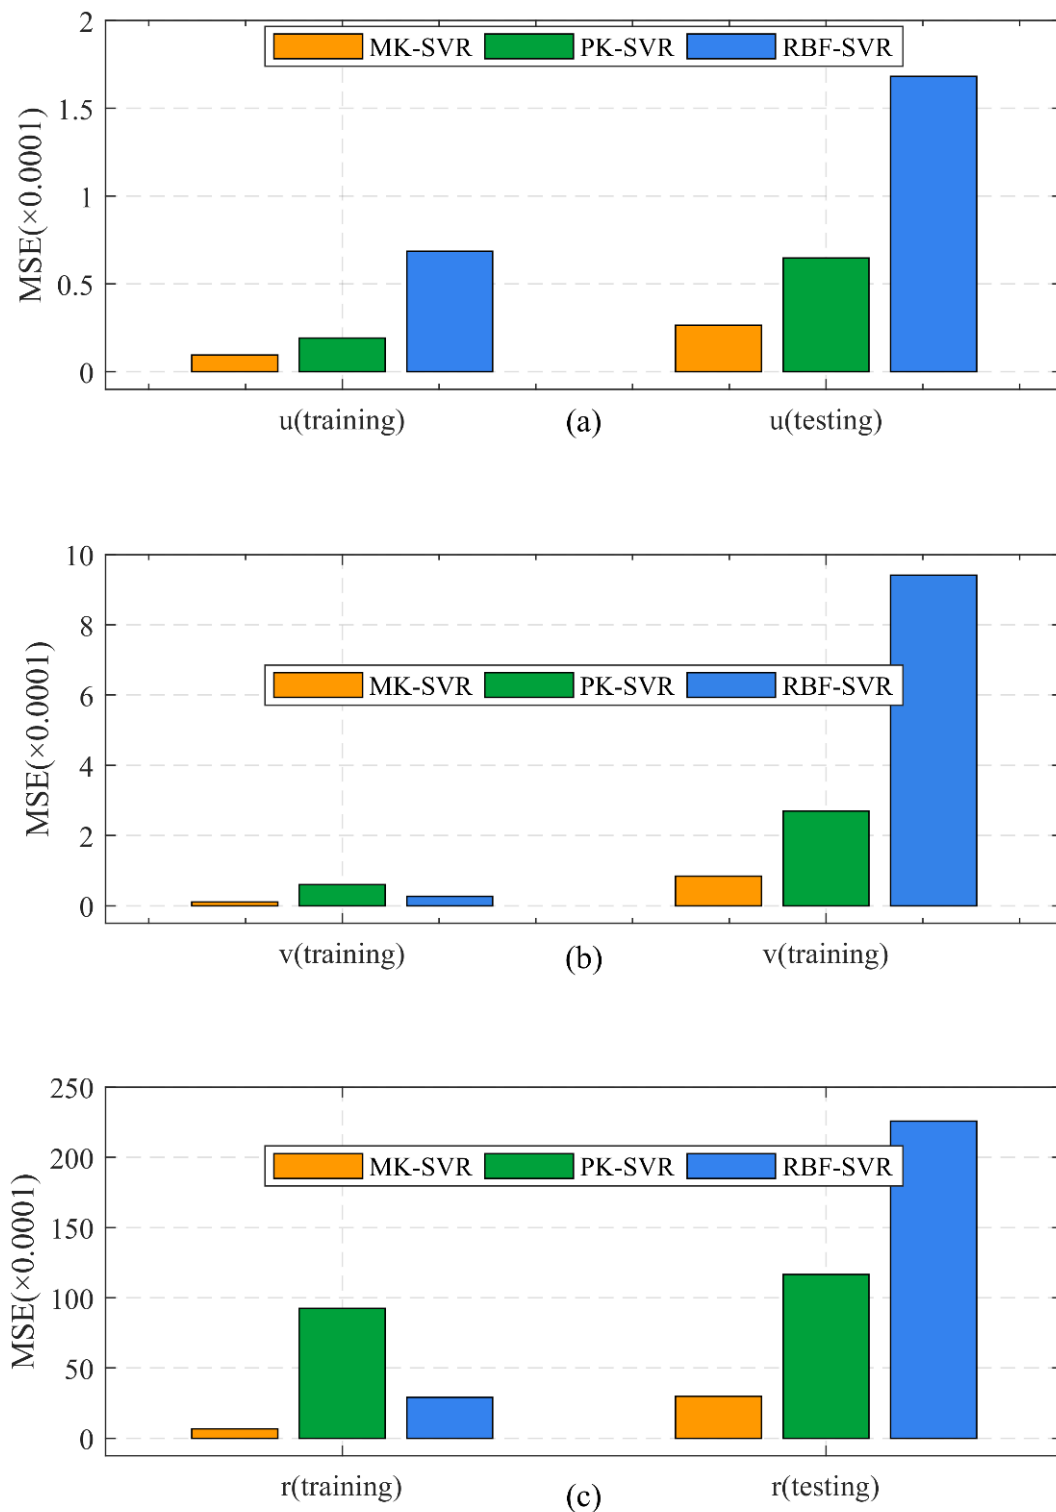 MSE(×0.0001)
2
1.5
1
0.5
0
MK-SVR PK-SVR RBF-SVR
u(training) (a) u(testing)
MSE(×0.0001)
10
8
6
4
2
0
MK-SVR PK-SVR RBF-SVR
v(training) (b) v(training)
MSE(×0.0001)
250
200
150
100
50
0
MK-SVR PK-SVR RBF-SVR
r(training) (c) r(testing)